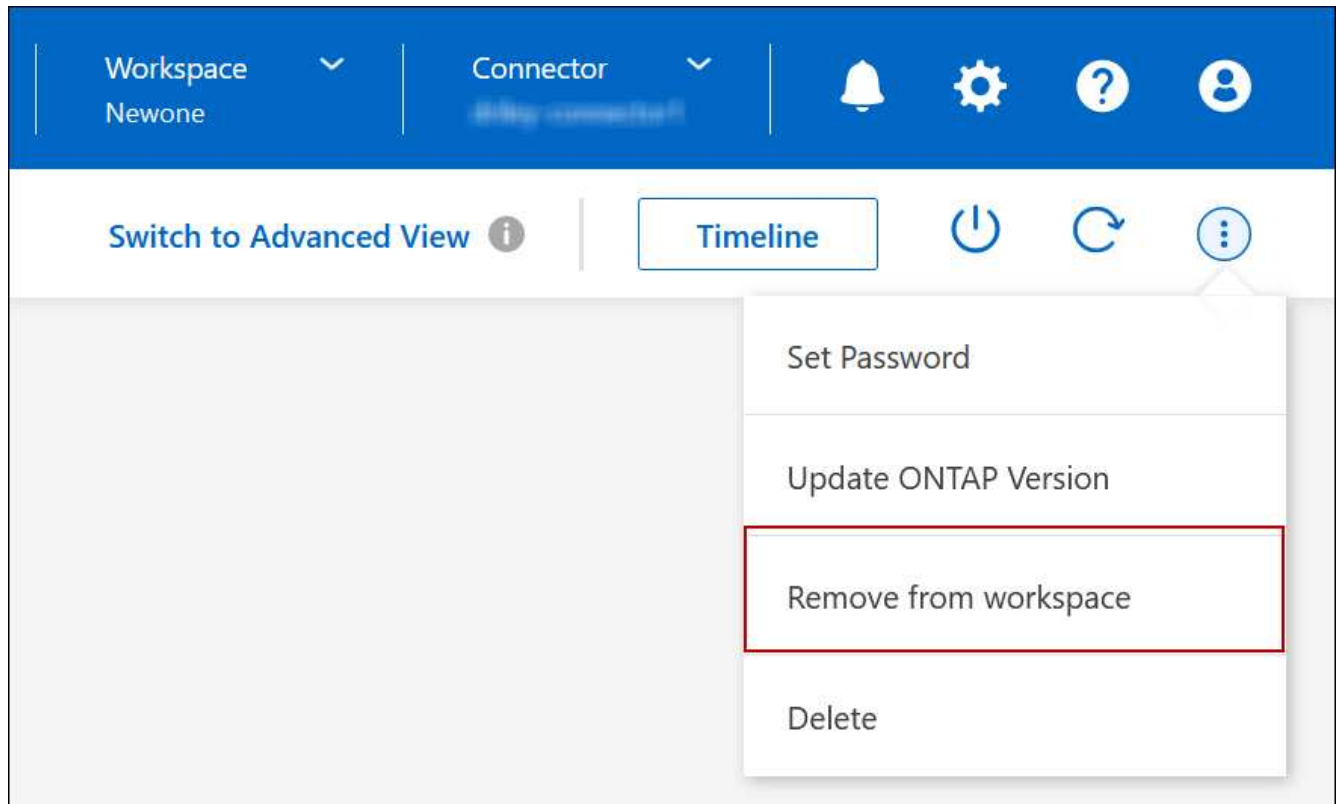 Workspace
Connector
Newone
Switch to Advanced View
Timeline
Set Password
Update ONTAP Version
Remove from workspace
Delete